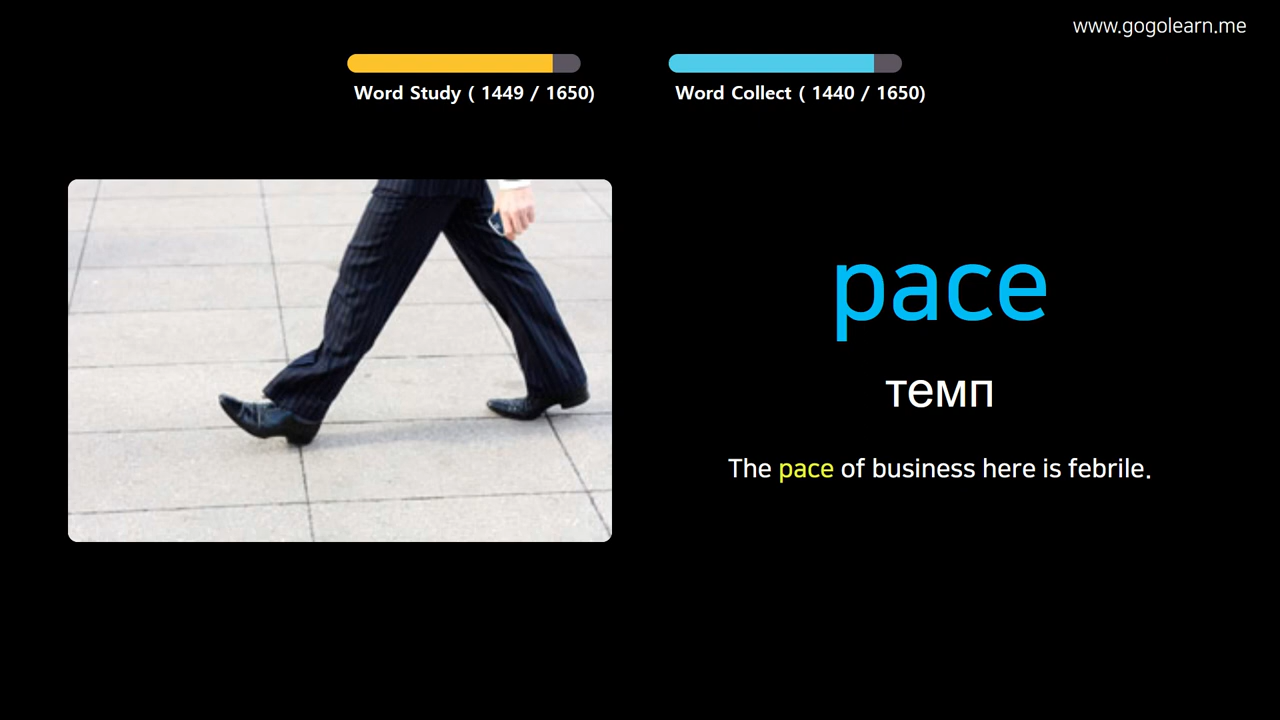 www.gogolearn.me
Word Study ( 1449 / 1650)
Word Collect ( 1440 / 1650)
pace
темп
The pace of business here is febrile.